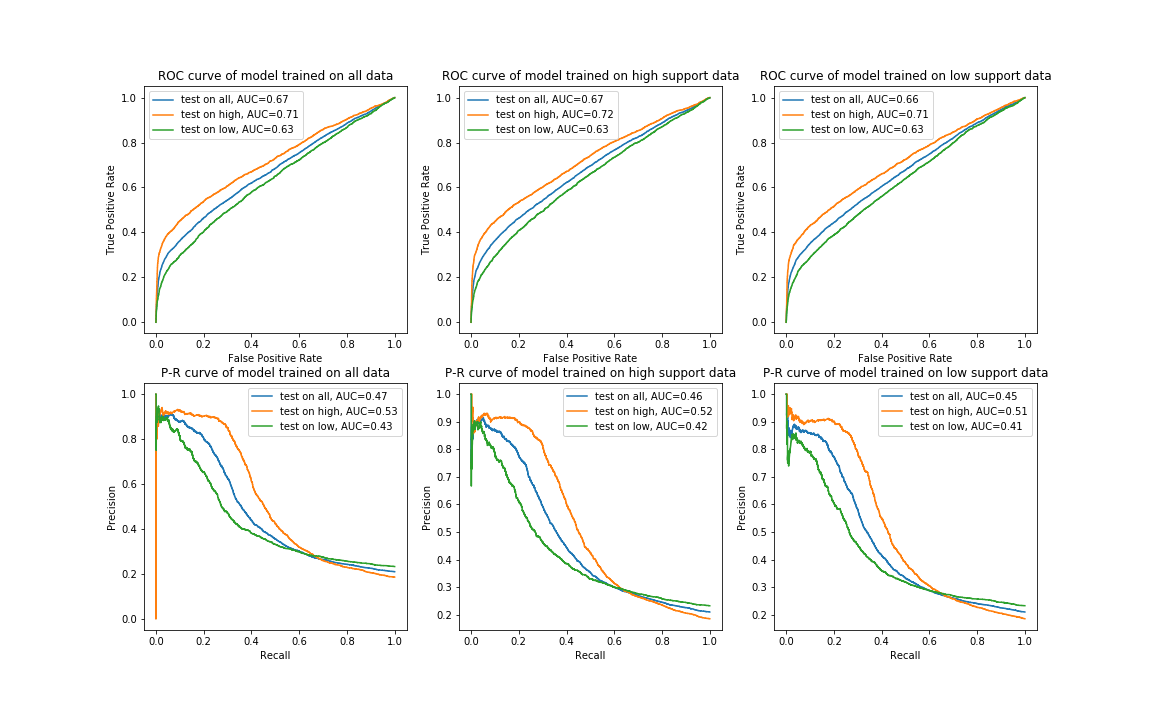 ROC curve of model trained on all data
test on all, AUC=0.67
test on high, AUC=0.71
test on low, AUC=0.63
1.0
0.8
0.6
0.4
0.2
0.0
True Positive Rate
0.0 0.2 0.4 0.6 0.8 1.0
False Positive Rate
ROC curve of model trained on high support data
test on all, AUC=0.67
test on high, AUC=0.72
test on low, AUC=0.63
1.0
0.8
0.6
0.4
0.2
0.0
True Positive Rate
0.0 0.2 0.4 0.6 0.8 1.0
False Positive Rate
ROC curve of model trained on low support data
test on all, AUC=0.66
test on high, AUC=0.71
test on low, AUC=0.63
1.0
0.8
0.6
0.4
0.2
0.0
True Positive Rate
0.0 0.2 0.4 0.6 0.8 1.0
False Positive Rate
P-R curve of model trained on all data
test on all, AUC=0.47
test on high, AUC=0.53
test on low, AUC=0.43
1.0
0.8
0.6
0.4
0.2
0.0
Precision
0.0 0.2 0.4 0.6 0.8 1.0
Recall
P-R curve of model trained on high support data
test on all, AUC=0.46
test on high, AUC=0.52
test on low, AUC=0.42
1.0
0.9
0.8
0.7
0.6
0.5
0.4
0.3
0.2
Precision
0.0 0.2 0.4 0.6 0.8 1.0
Recall
P-R curve of model trained on low support data
test on all, AUC=0.45
test on high, AUC=0.51
test on low, AUC=0.41
1.0
0.9
0.8
0.7
0.6
0.5
0.4
0.3
0.2
Precision
0.0 0.2 0.4 0.6 0.8 1.0
Recall